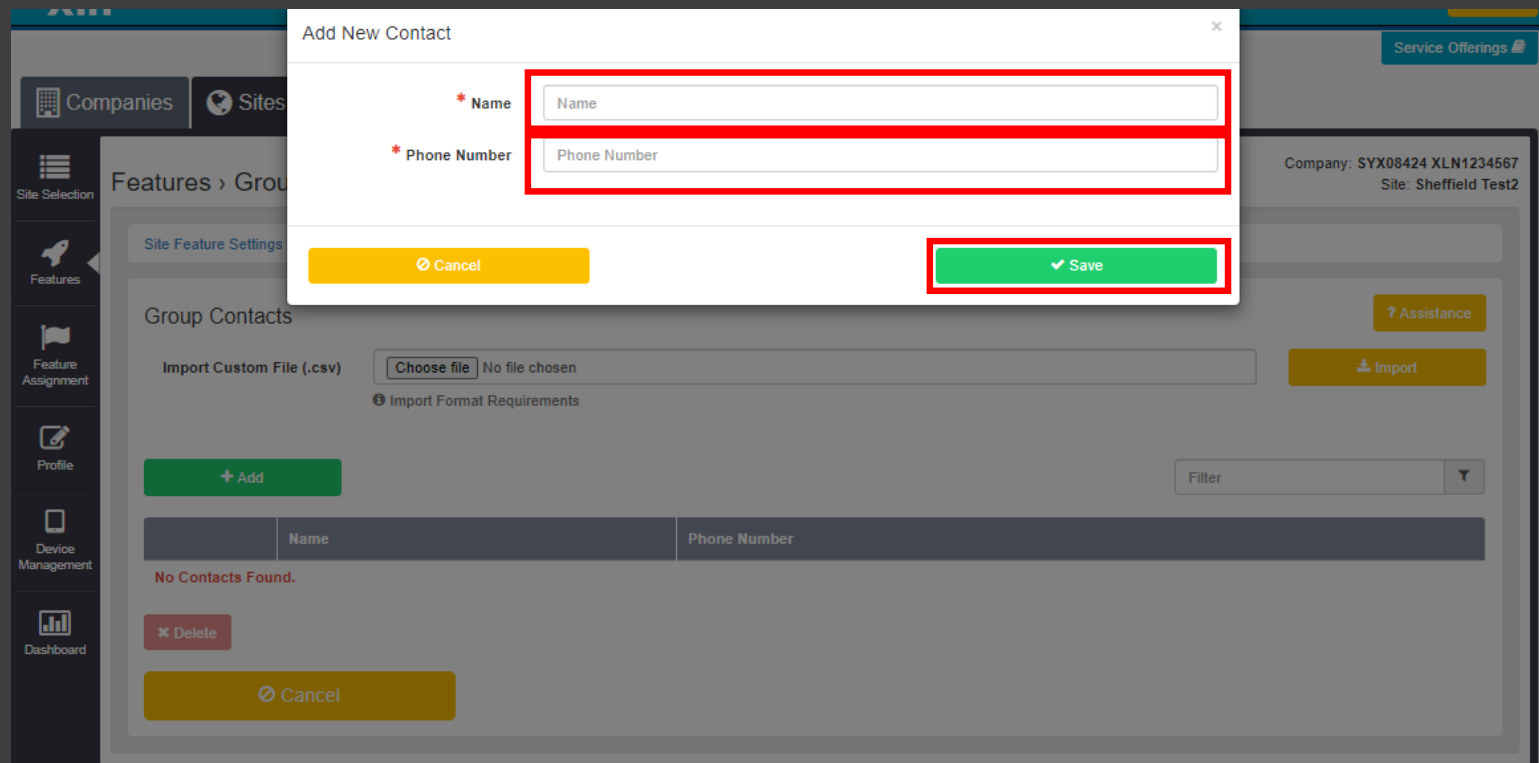 Add New Contact ×
Service Offerings
Companies Sites
* Name Name
* Phone Number Phone Number
Company: SYX08424 XLN1234567
Site: Sheffield Test2
Site Selection
Features › Grou
Site Feature Settings
Cancel Save
Features
Group Contacts
? Assistance
Feature
Assignment
Import Custom File (.csv) Choose file No file chosen Import
Import Format Requirements
Profile
+ Add Filter
Device
Management
Name Phone Number
No Contacts Found.
Delete
Dashboard
Cancel